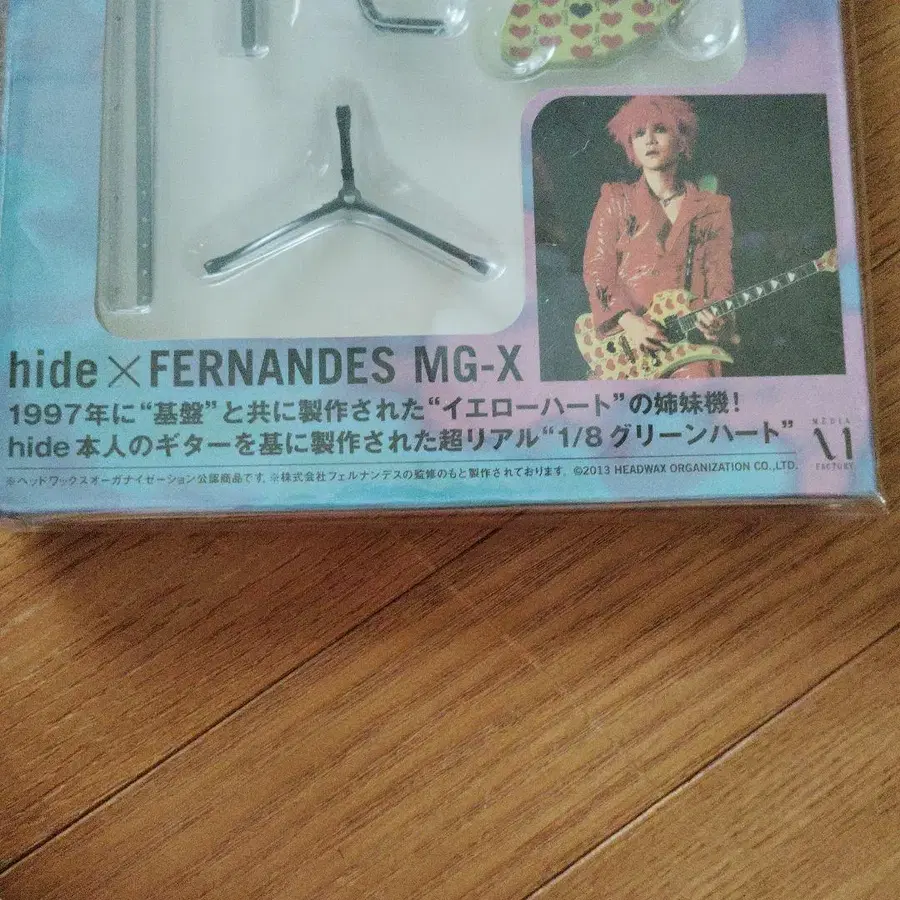 hide×FERNANDES MG-X
1997年に“基盤”と共に製作された“イエローハート”の姉妹機！
hide本人のギターを基に製作された超リアル“1/8グリーンハート”
※ヘッドワックスオーガナイゼーション公認商品です。※株式会社フェルナンデスの監修のもと製作されております。©2013 HEADWAX ORGANIZATION CO.,LTD.
MEDIA
M
FACTORY